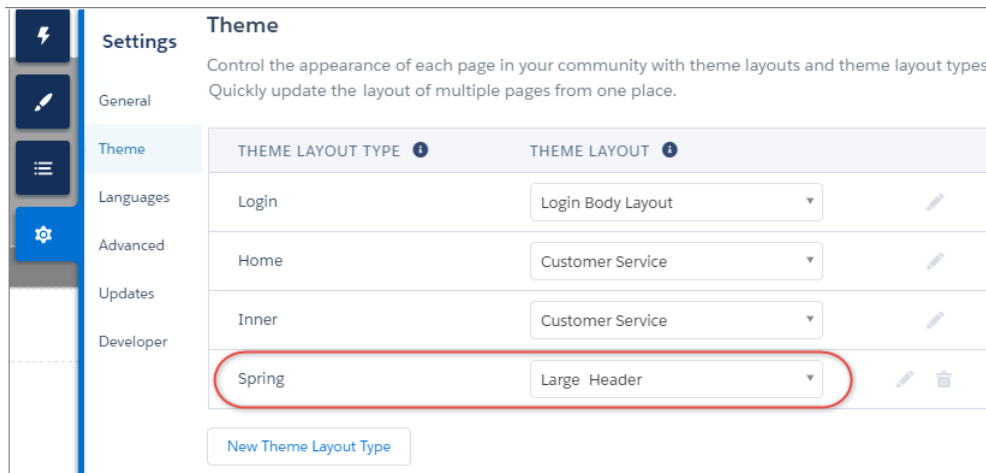 Settings
General
Theme
Languages
Advanced
Updates
Developer
Theme
Control the appearance of each page in your community with theme layouts and theme layout types
Quickly update the layout of multiple pages from one place.
THEME LAYOUT TYPE THEME LAYOUT
Login Login Body Layout
Home Customer Service
Inner Customer Service
Spring Large Header
New Theme Layout Type